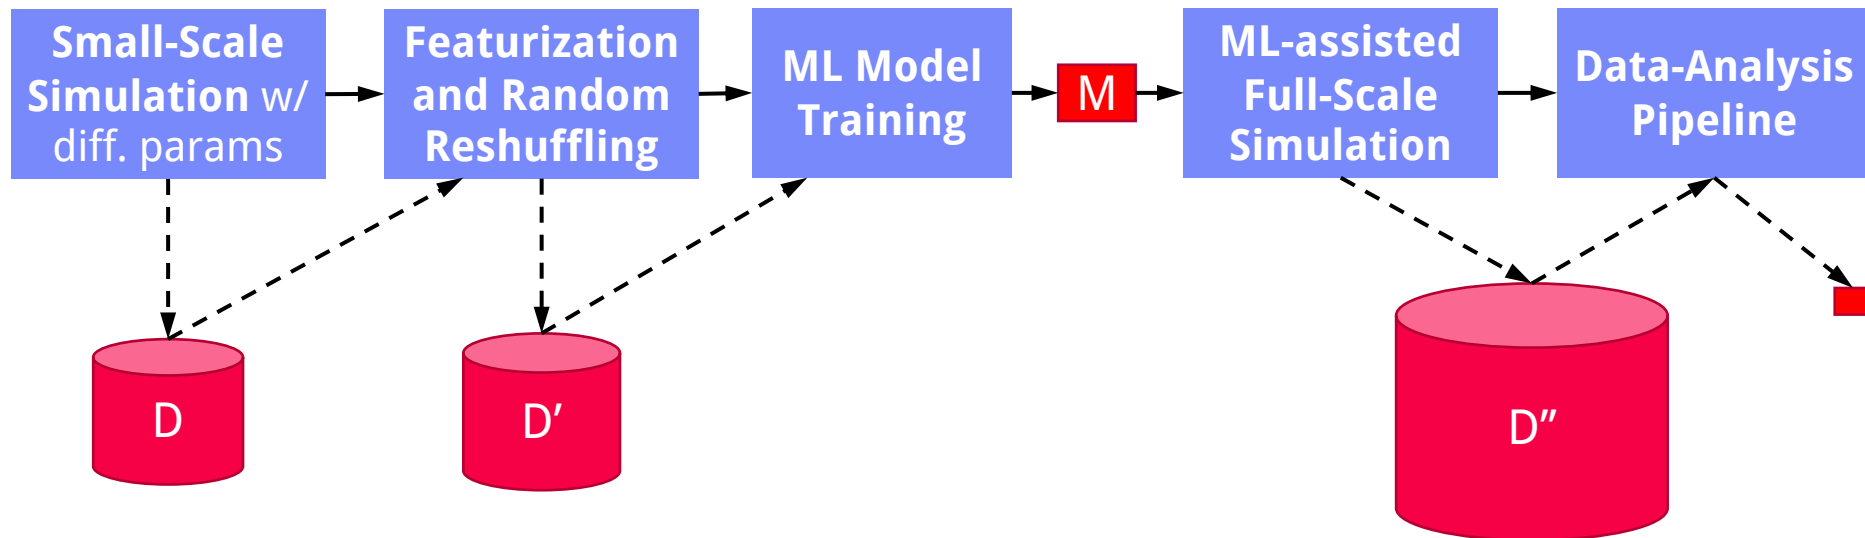 Small-Scale
Simulation w/
diff. params
Featurization
and Random
Reshuffling
ML Model
Training
M
ML-assisted
Full-Scale
Simulation
Data-Analysis
Pipeline
D
D’
D”